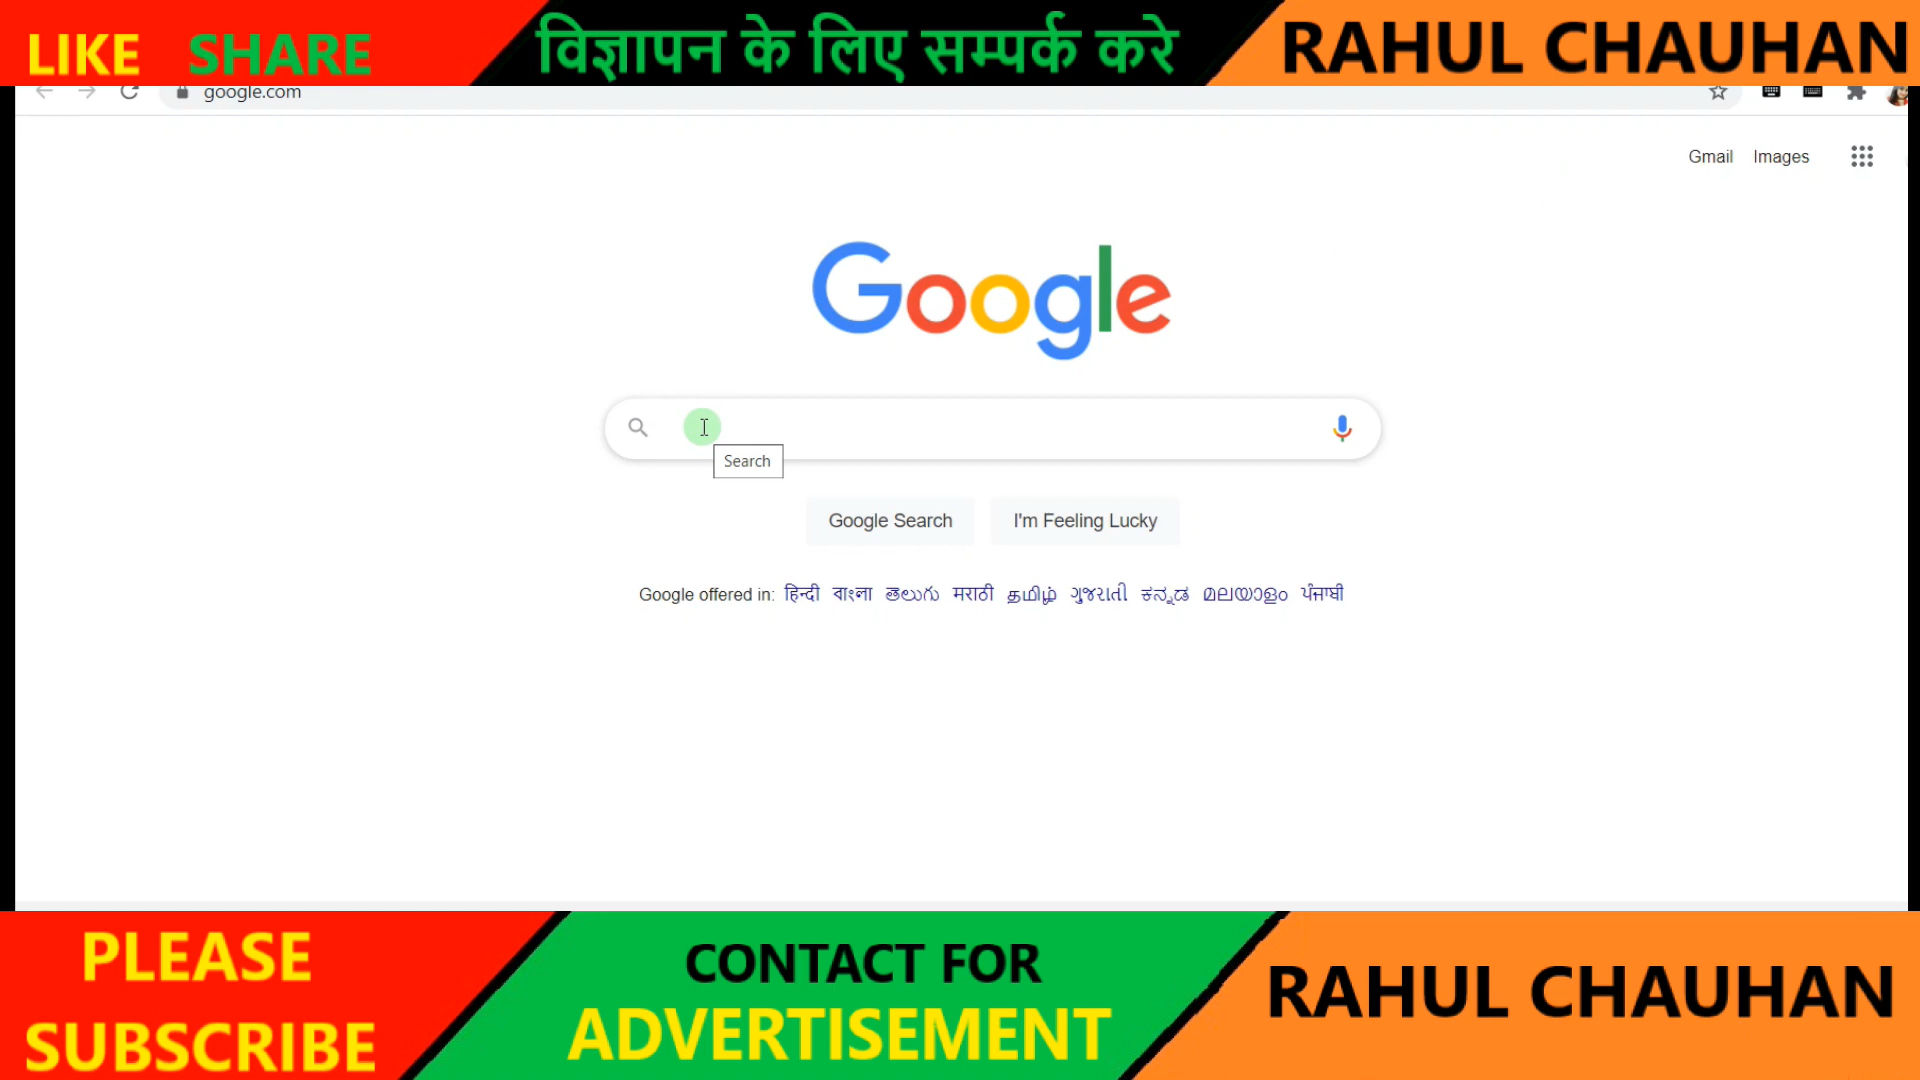 LIKE SHARE
विज्ञापन के लिए सम्पर्क करे
RAHUL CHAUHAN
google.com
Gmail Images
Google
Search
Google Search I'm Feeling Lucky
Google offered in: हिन्दी বাংলা తెలుగు मराठी தமிழ் ગુજરાતી ಕನ್ನಡ മലയാളം ਪੰਜਾਬੀ
PLEASE
SUBSCRIBE
CONTACT FOR
ADVERTISEMENT
RAHUL CHAUHAN